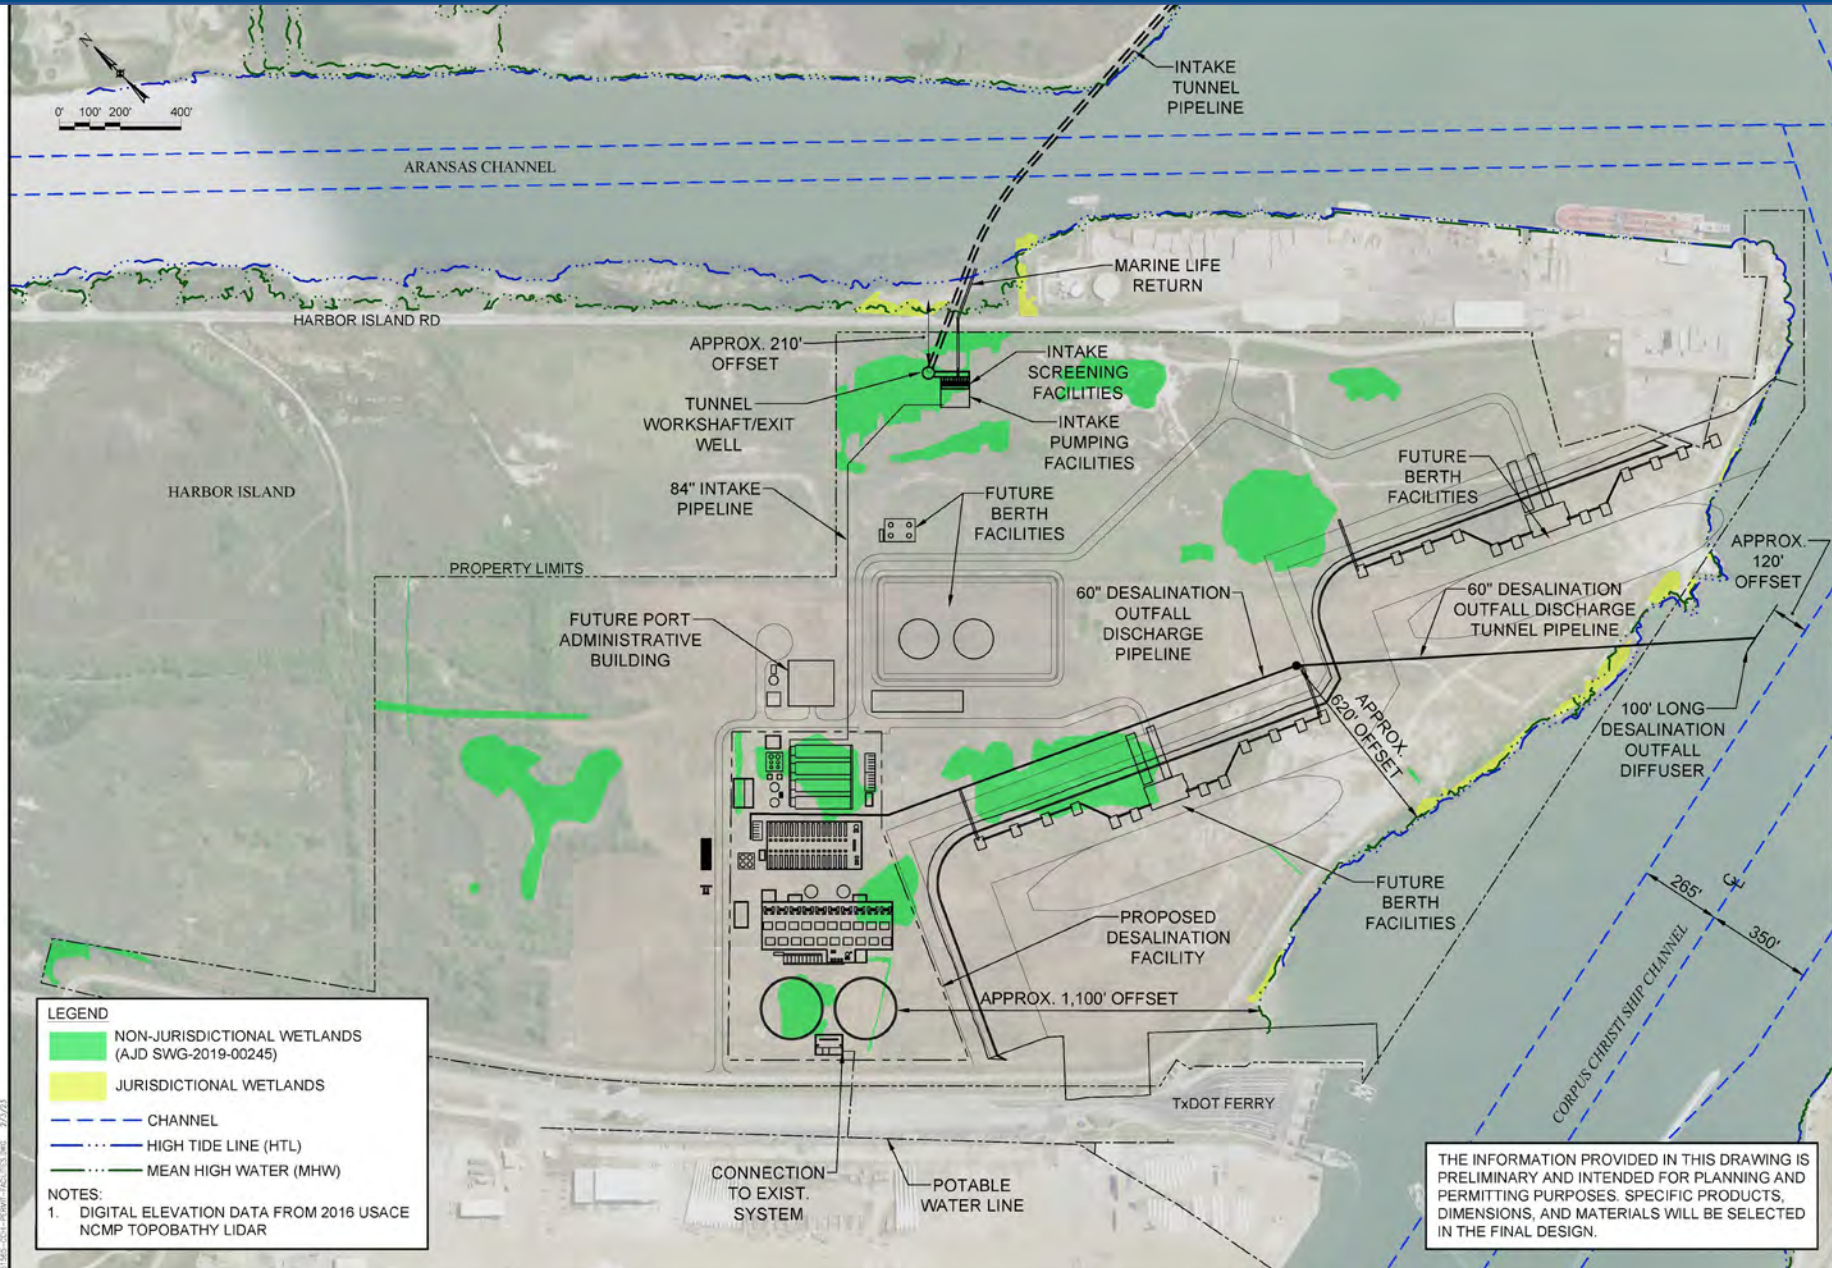 N
0' 100' 200' 400'
INTAKE
TUNNEL
PIPELINE
ARANSAS CHANNEL
MARINE LIFE
RETURN
HARBOR ISLAND RD
APPROX. 210'
OFFSET
INTAKE
SCREENING
FACILITIES
TUNNEL
WORKSHAFT/EXIT
WELL
INTAKE
PUMPING
FACILITIES
FUTURE
BERTH
FACILITIES
HARBOR ISLAND
84" INTAKE
PIPELINE
FUTURE
BERTH
FACILITIES
APPROX.
120'
OFFSET
PROPERTY LIMITS
60" DESALINATION
OUTFALL
DISCHARGE
PIPELINE
60" DESALINATION
OUTFALL DISCHARGE
TUNNEL PIPELINE
FUTURE PORT
ADMINISTRATIVE
BUILDING
APPROX.
620' OFFSET
100' LONG
DESALINATION
OUTFALL
DIFFUSER
FUTURE
BERTH
FACILITIES
265'
350'
PROPOSED
DESALINATION
FACILITY
CORPUS CHRISTI SHIP CHANNEL
APPROX. 1,100' OFFSET
TxDOT FERRY
CONNECTION
TO EXIST.
SYSTEM
POTABLE
WATER LINE
LEGEND
NON-JURISDICTIONAL WETLANDS
(AJD SWG-2019-00245)
JURISDICTIONAL WETLANDS
CHANNEL
HIGH TIDE LINE (HTL)
MEAN HIGH WATER (MHW)
NOTES:
1. DIGITAL ELEVATION DATA FROM 2016 USACE
NCMP TOPOBATHY LIDAR
THE INFORMATION PROVIDED IN THIS DRAWING IS
PRELIMINARY AND INTENDED FOR PLANNING AND
PERMITTING PURPOSES. SPECIFIC PRODUCTS,
DIMENSIONS, AND MATERIALS WILL BE SELECTED
IN THE FINAL DESIGN.